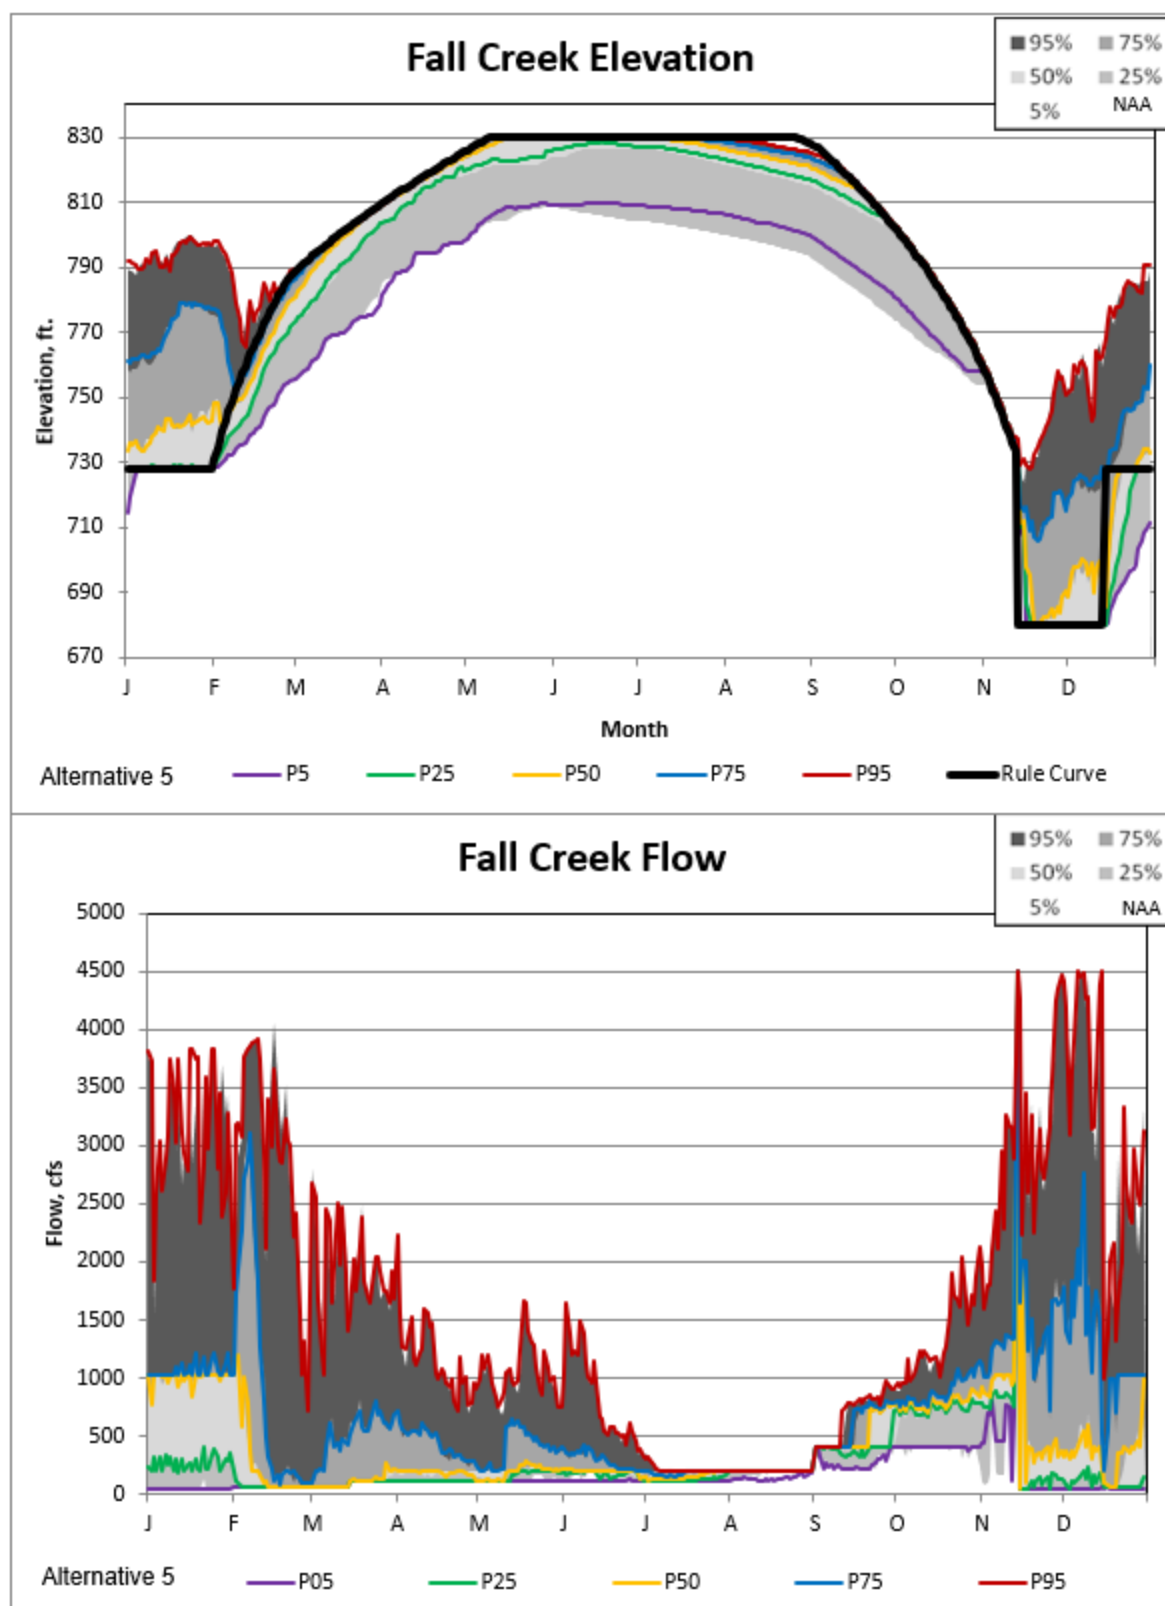 Fall Creek Elevation
95% 75%
50% 25%
5% NAA
830
810
790
770
750
730
710
690
670
Elevation, ft.
J F M A M J J A S O N D
Month
Alternative 5 P5 P25 P50 P75 P95 Rule Curve
Fall Creek Flow
95% 75%
50% 25%
5% NAA
5000
4500
4000
3500
3000
2500
2000
1500
1000
500
0
Flow, cfs
J F M A M J J A S O N D
Alternative 5 P05 P25 P50 P75 P95